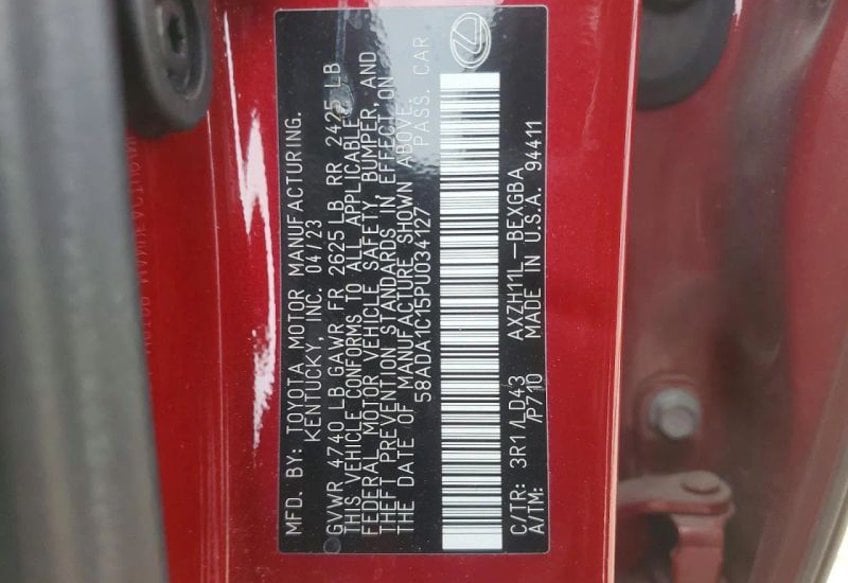 MFD. BY: TOYOTA MOTOR MANUFACTURING.
KENTUCKY, INC. 04/23
GVWR 4740 LB GAWR FR 2625 LB RR 2425 LB
THIS VEHICLE CONFORMS TO ALL APPLICABLE
FEDERAL MOTOR VEHICLE SAFETY, BUMPER, AND
THEFT PREVENTION STANDARDS IN EFFECT ON
THE DATE OF MANUFACTURE SHOWN ABOVE.
58ADA1C15PU034127 PASS. CAR
C/TR: 3R1/LD43 AXZH11L-BEXGBA
A/TM: /P710 MADE IN U.S.A. 94411